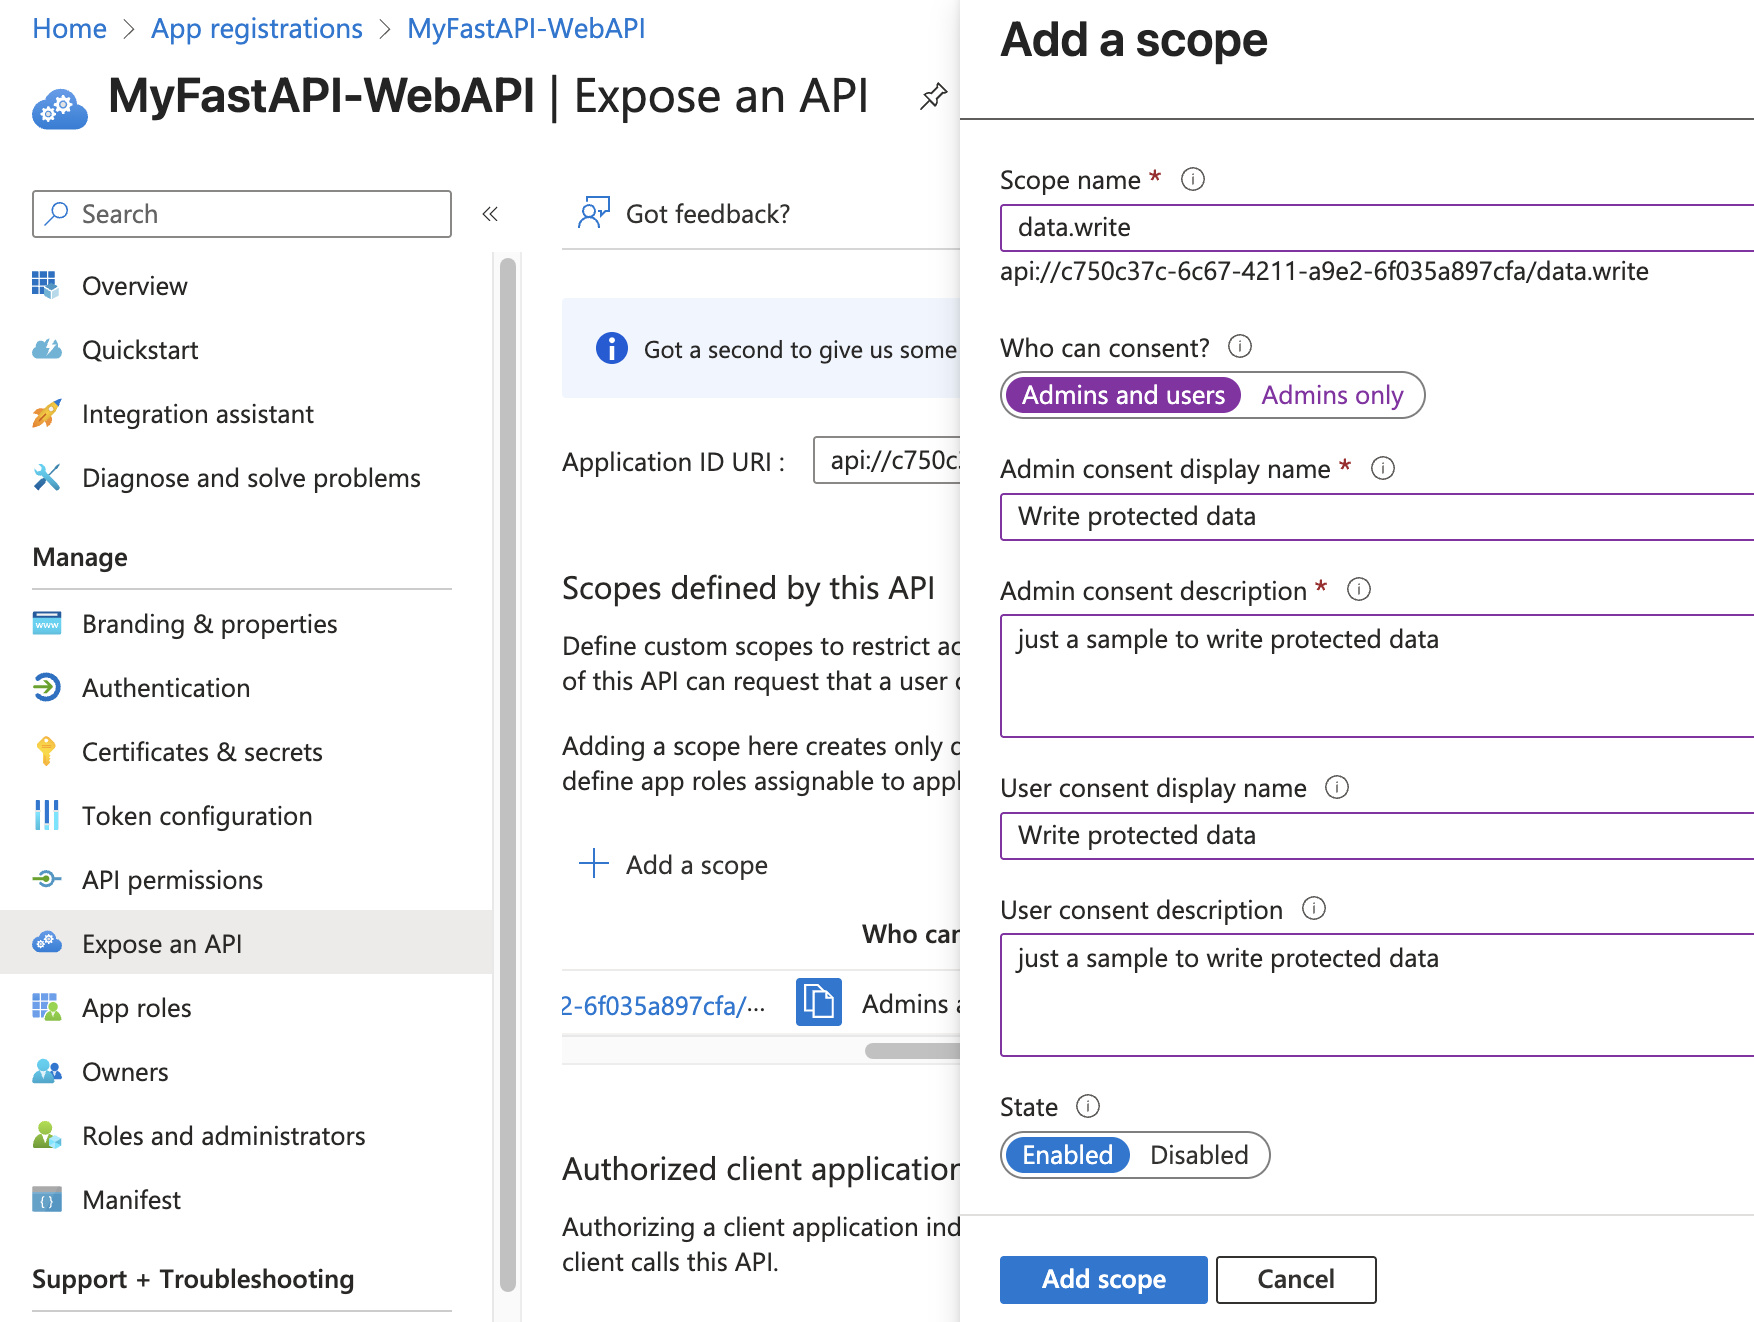 Home > App registrations > MyFastAPI-WebAPI
MyFastAPI-WebAPI | Expose an API
Search
«
Overview
Quickstart
Integration assistant
Diagnose and solve problems
Manage
Branding & properties
Authentication
Certificates & secrets
Token configuration
API permissions
Expose an API
App roles
Owners
Roles and administrators
Manifest
Support + Troubleshooting
Got feedback?
Got a second to give us some
Application ID URI :
api://c750c
Scopes defined by this API
Define custom scopes to restrict
of this API can request that a user
Adding a scope here creates only
define app roles assignable to
Add a scope
Who
2-6f035a897cfa/...
Admins
Authorized client
Authorizing a client application
client calls this API.
Add a scope
Scope name *
data.write
api://c750c37c-6c67-4211-a9e2-6f035a897cfa/data.write
Who can consent?
Admins and users Admins only
Admin consent display name *
Write protected data
Admin consent description *
just a sample to write protected data
User consent display name
Write protected data
User consent description
just a sample to write protected data
State
Enabled Disabled
Add scope Cancel